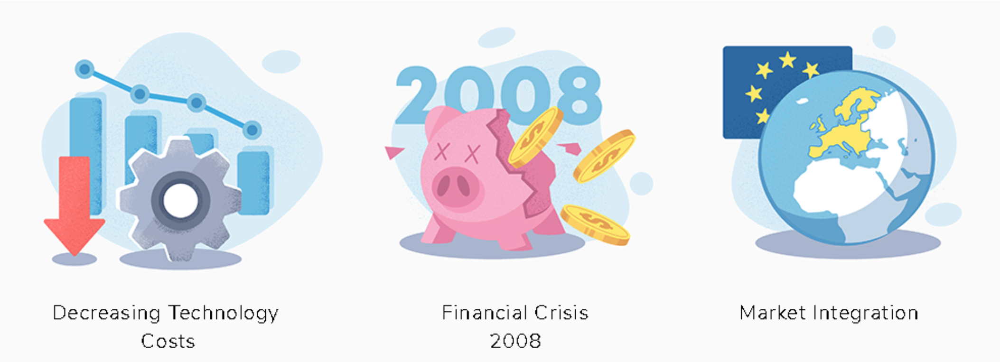 2008
Decreasing Technology
Costs
Financial Crisis
2008
Market Integration